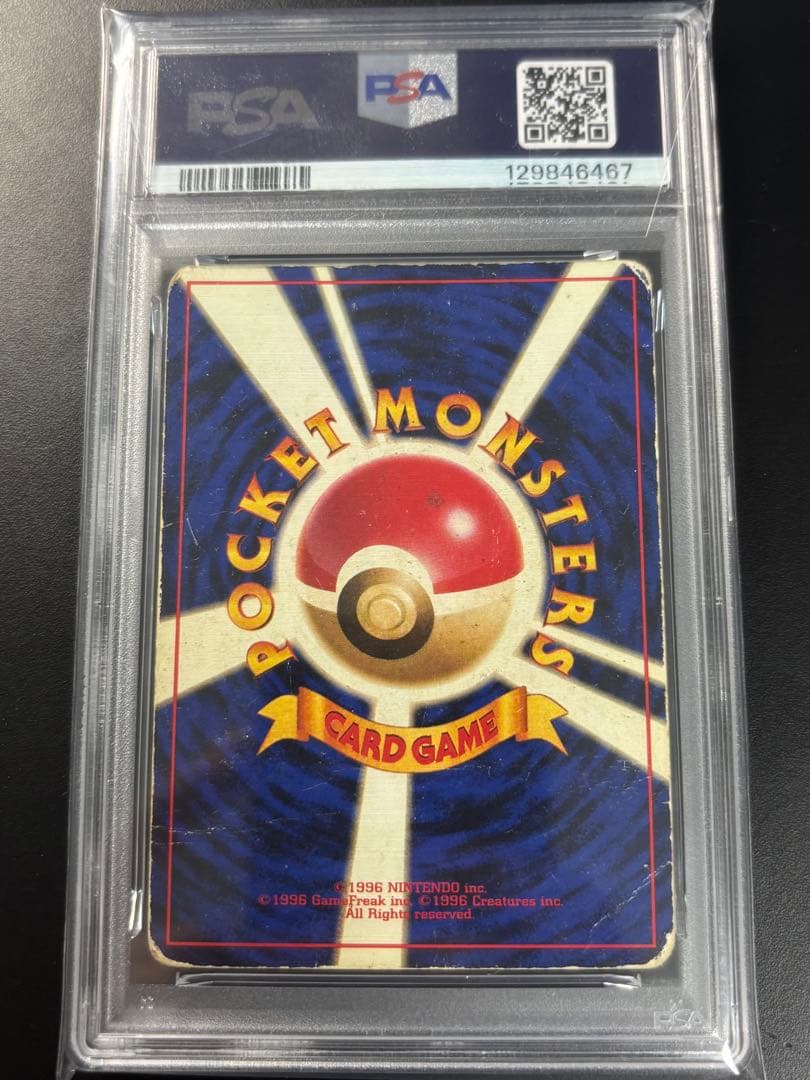 PSA
PSA
129846467
POCKET MONSTERS
CARD GAME
©1996 NINTENDO inc.
©1996 GameFreak inc. ©1996 Creatures inc.
All Rights reserved.
PSA